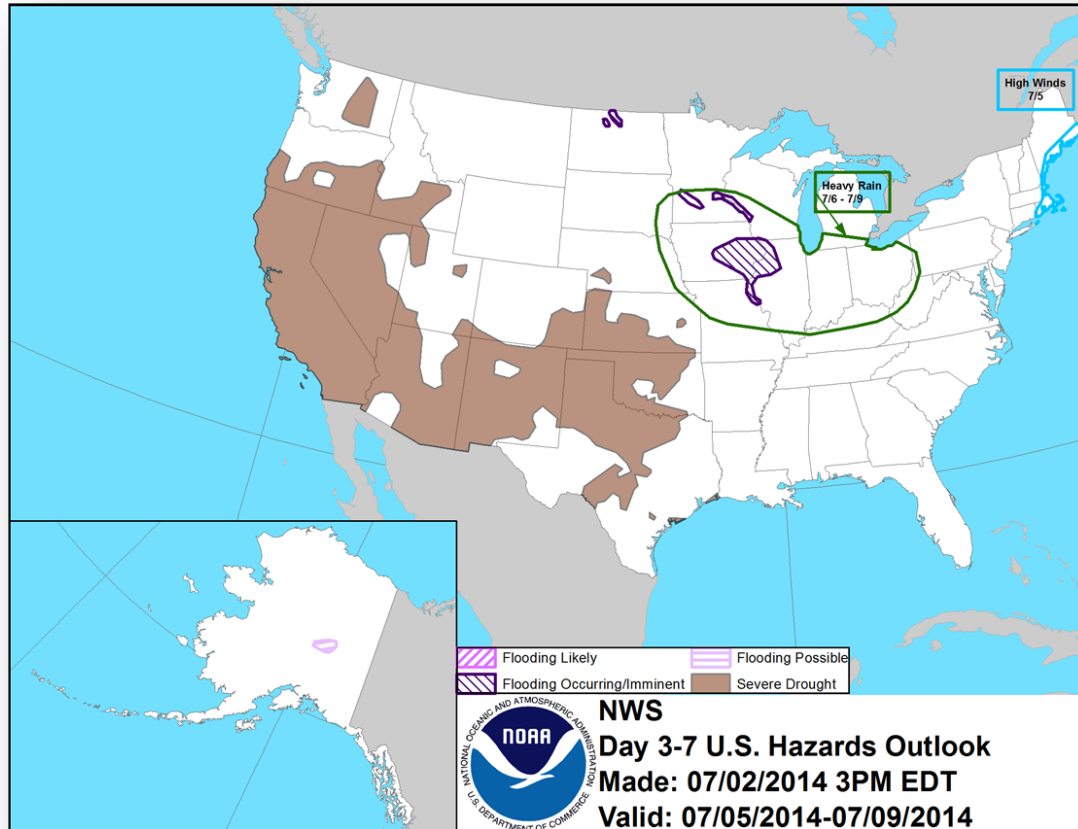 High Winds
7/5
Heavy Rain
7/6 - 7/9
Flooding Likely
Flooding Possible
Flooding Occurring/Imminent
Severe Drought
NATIONAL OCEANIC AND ATMOSPHERIC ADMINISTRATION
NOAA
U.S. DEPARTMENT OF COMMERCE
NWS
Day 3-7 U.S. Hazards Outlook
Made: 07/02/2014 3PM EDT
Valid: 07/05/2014-07/09/2014